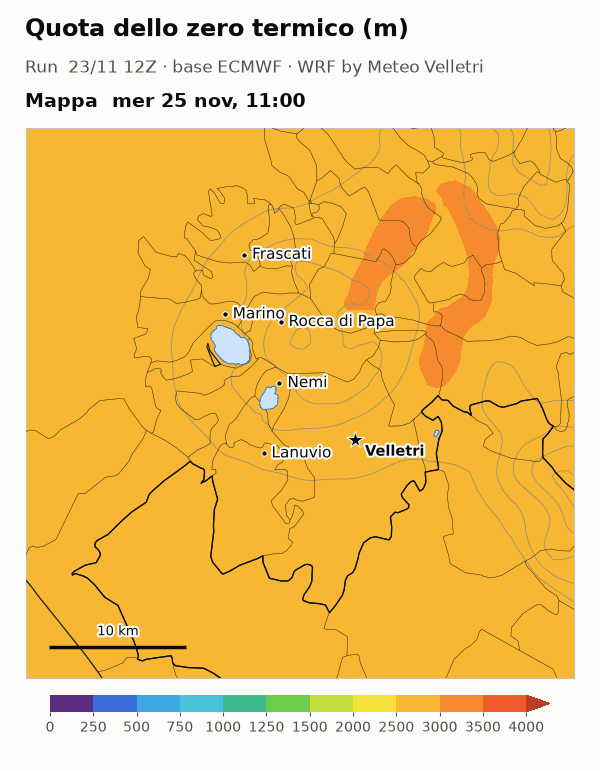 Quota dello zero termico (m)
Run  23/11 12Z · base ECMWF · WRF by Meteo Velletri
Mappa  mer 25 nov, 11:00
Frascati
Marino
Rocca di Papa
Nemi
Velletri
Lanuvio
10 km
0 250 500 750 1000 1250 1500 2000 2500 3000 3500 4000